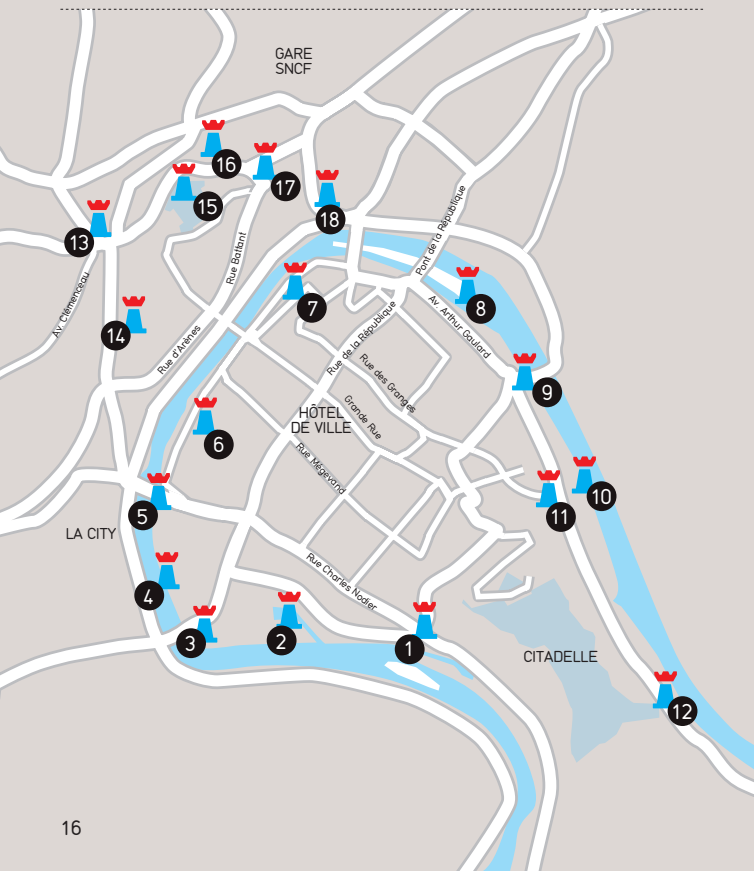 GARE
SNCF
16
17
15
18
13
Pont de la République
Rue Battant
Av. Clémenceau
7
8
14
Av. Arthur Gaulard
Rue d'Arènes
Rue de la République
Rue des Granges
9
Grande Rue
HÔTEL
DE VILLE
6
Rue Mégevand
10
5
11
LA CITY
Rue Charles Nodier
4
3
2
1
CITADELLE
12
16